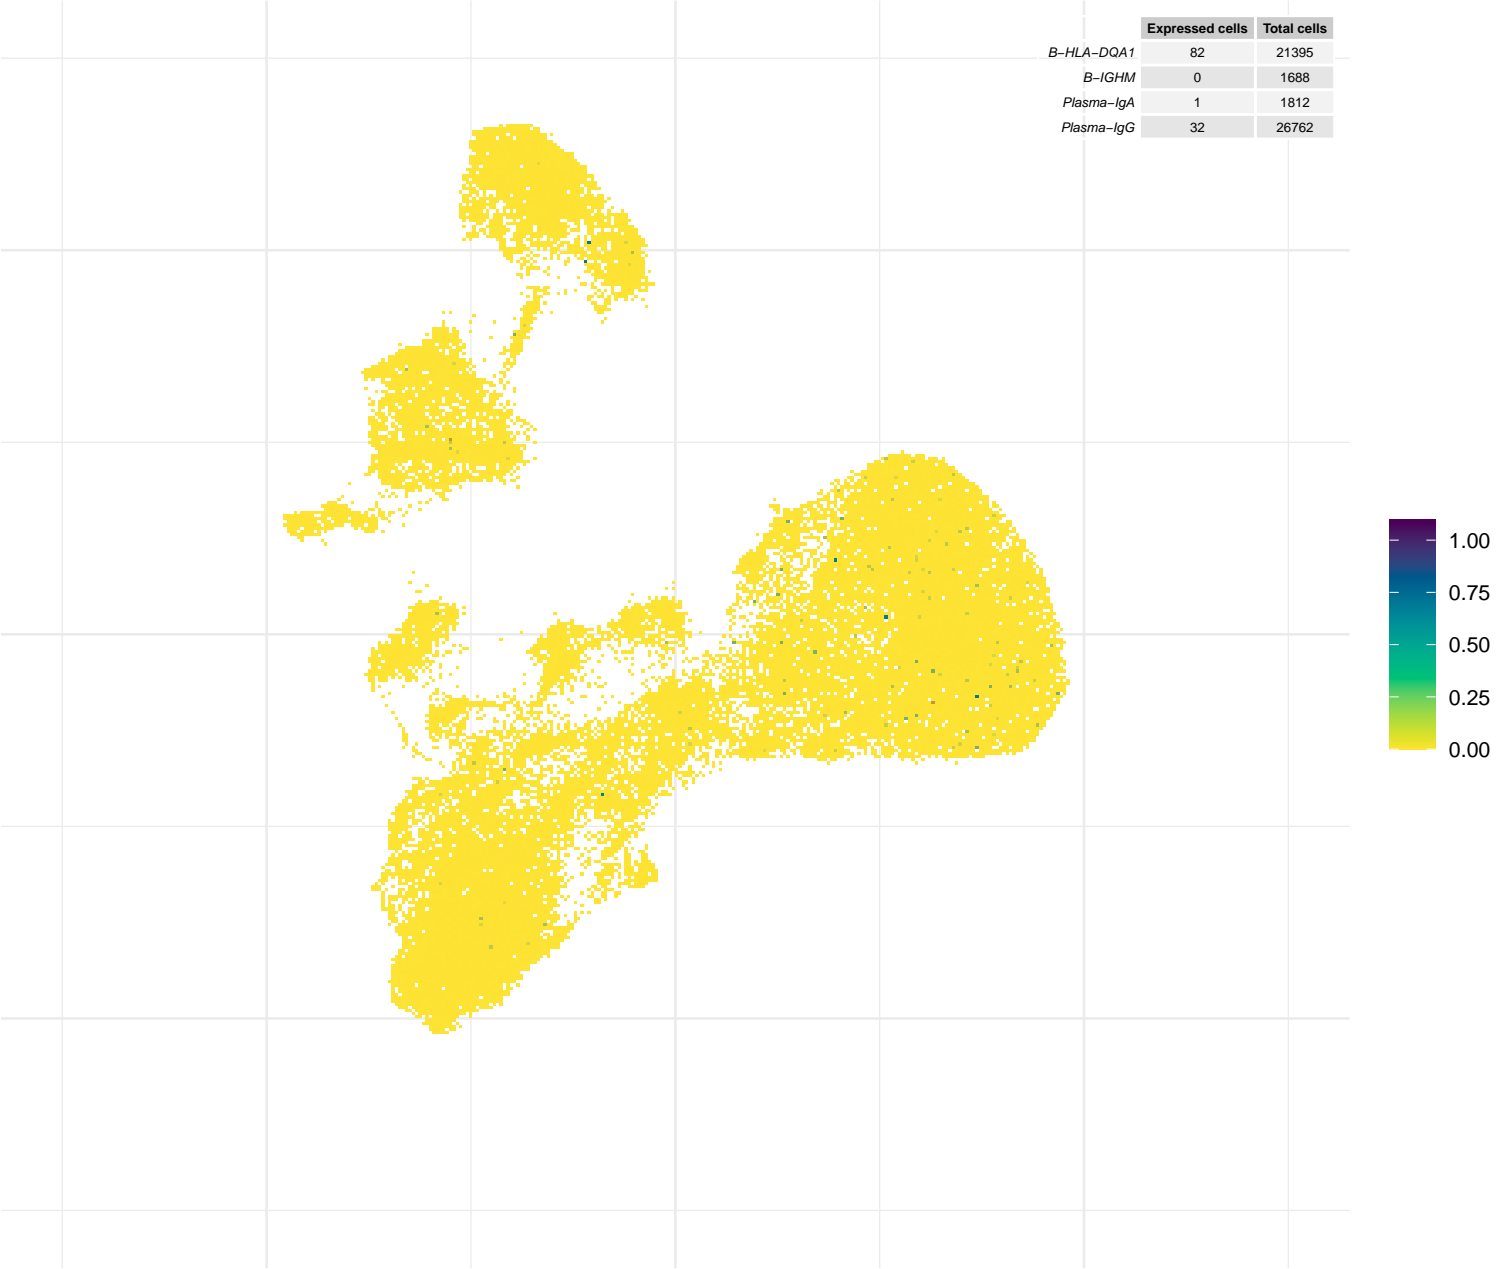 Expressed cells Total cells
B−HLA−DQA1 82 21395
B−IGHM 0 1688
Plasma−IgA 1 1812
Plasma−IgG 32 26762
1.00
0.75
0.50
0.25
0.00